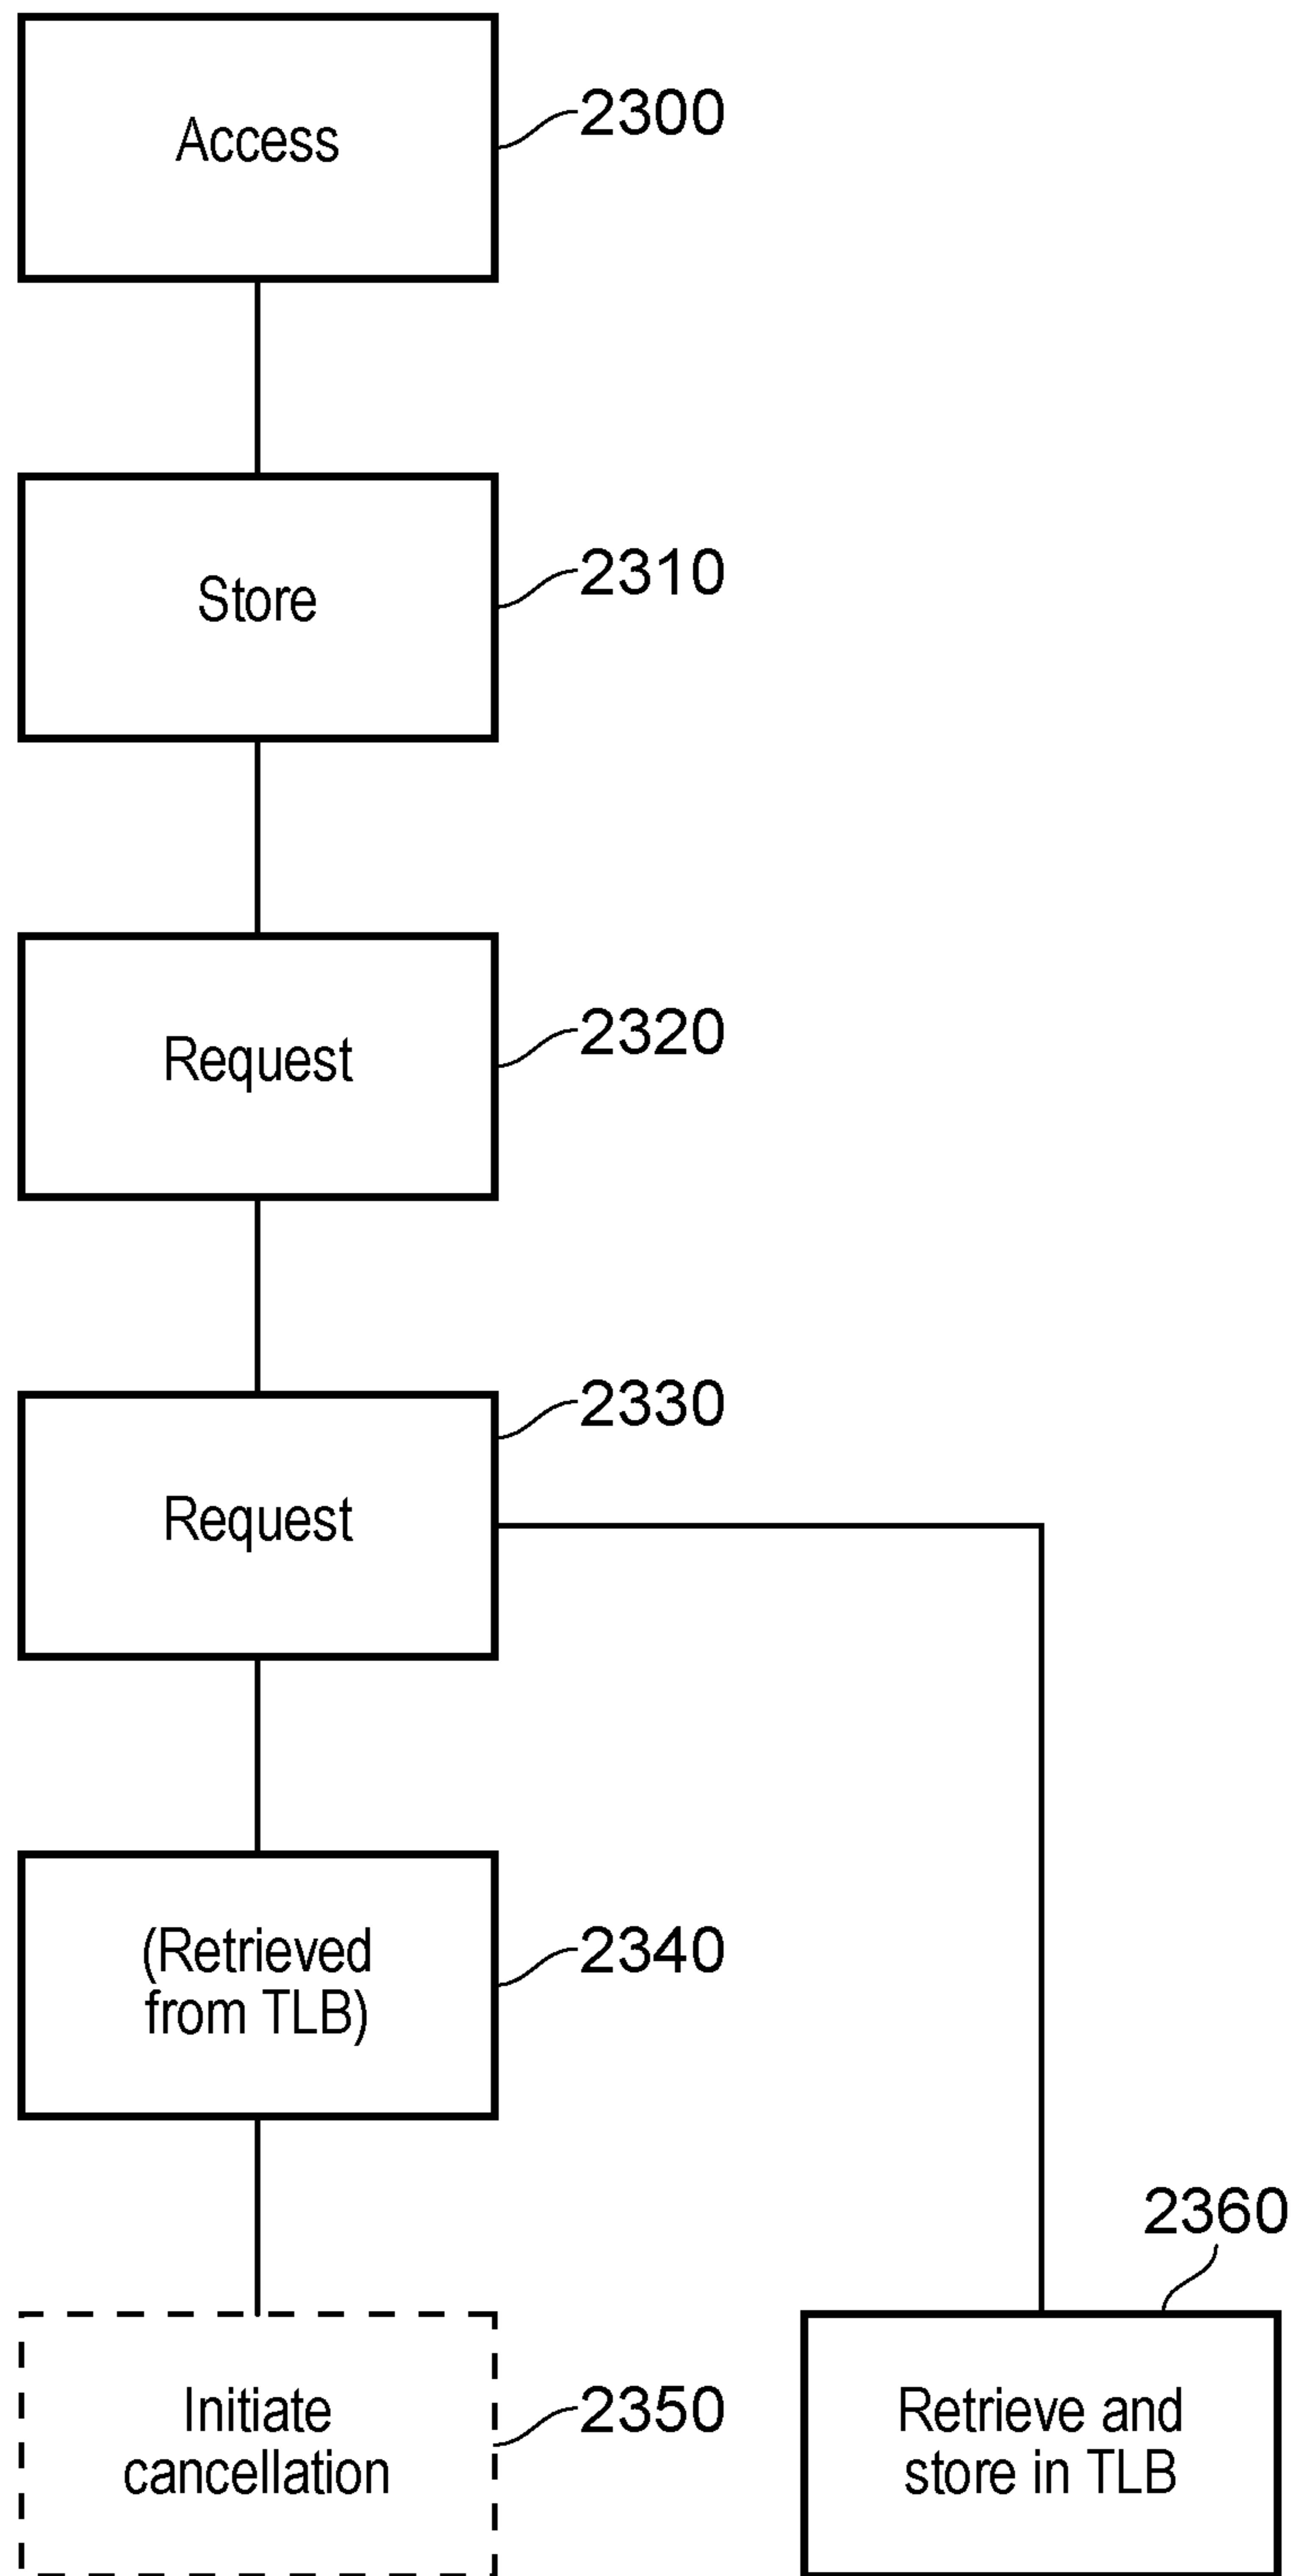 Access
2300
Store
2310
Request
2320
Request
2330
(Retrieved
from TLB)
2340
Initiate
cancellation
2350
2360
Retrieve and
store in TLB